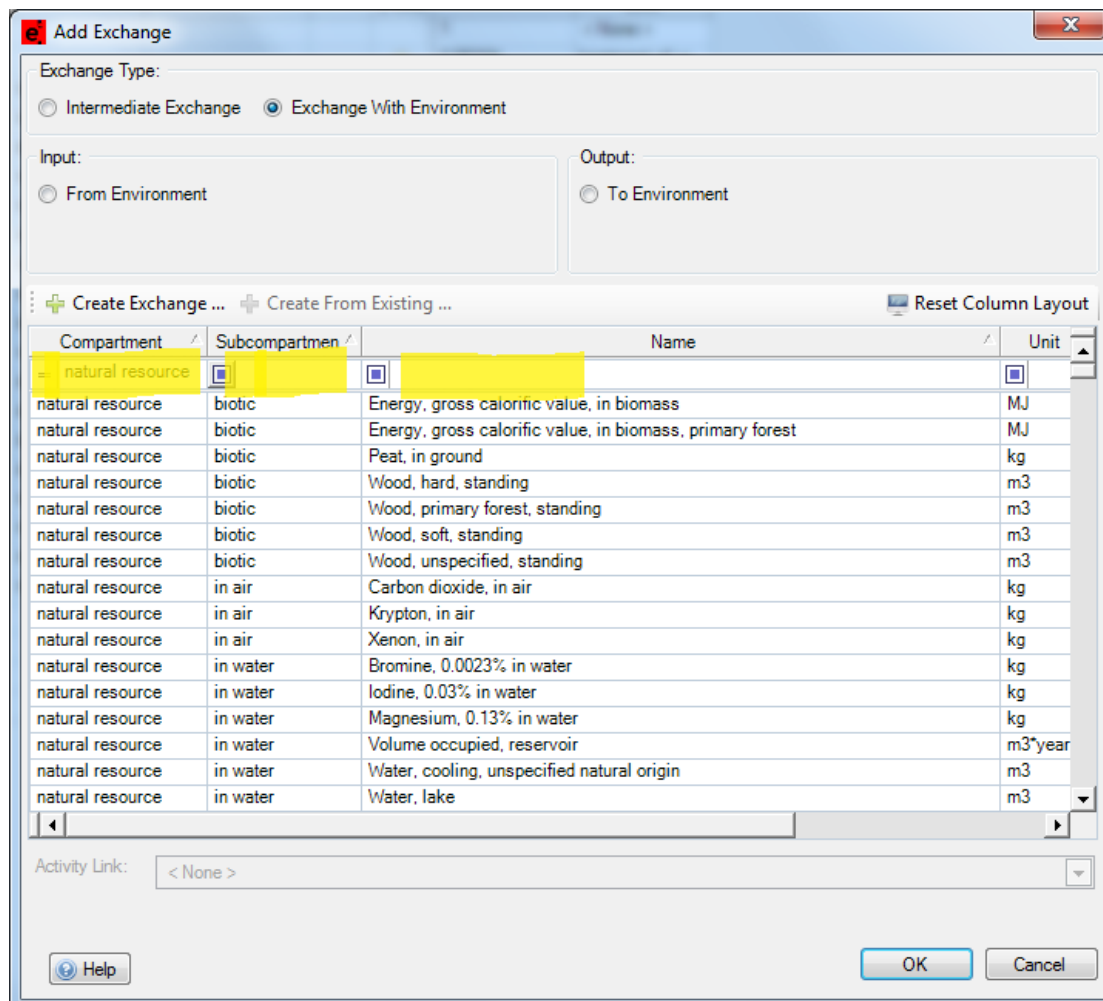 e Add Exchange
Exchange Type:
Intermediate Exchange Exchange With Environment
Input: Output:
From Environment To Environment
Create Exchange ... Create From Existing ... Reset Column Layout
Compartment Subcompartmen Name Unit
= natural resource
natural resource biotic Energy, gross calorific value, in biomass MJ
natural resource biotic Energy, gross calorific value, in biomass, primary forest MJ
natural resource biotic Peat, in ground kg
natural resource biotic Wood, hard, standing m3
natural resource biotic Wood, primary forest, standing m3
natural resource biotic Wood, soft, standing m3
natural resource biotic Wood, unspecified, standing m3
natural resource in air Carbon dioxide, in air kg
natural resource in air Krypton, in air kg
natural resource in air Xenon, in air kg
natural resource in water Bromine, 0.0023% in water kg
natural resource in water Iodine, 0.03% in water kg
natural resource in water Magnesium, 0.13% in water kg
natural resource in water Volume occupied, reservoir m3*year
natural resource in water Water, cooling, unspecified natural origin m3
natural resource in water Water, lake m3
Activity Link: < None >
Help OK Cancel